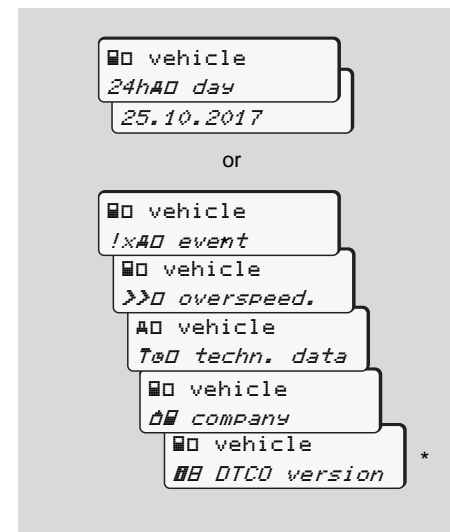 vehicle
24h day
25.10.2017
or
vehicle
!x event
vehicle
>> overspeed.
vehicle
T techn. data
vehicle
company
vehicle
DTCO version
*